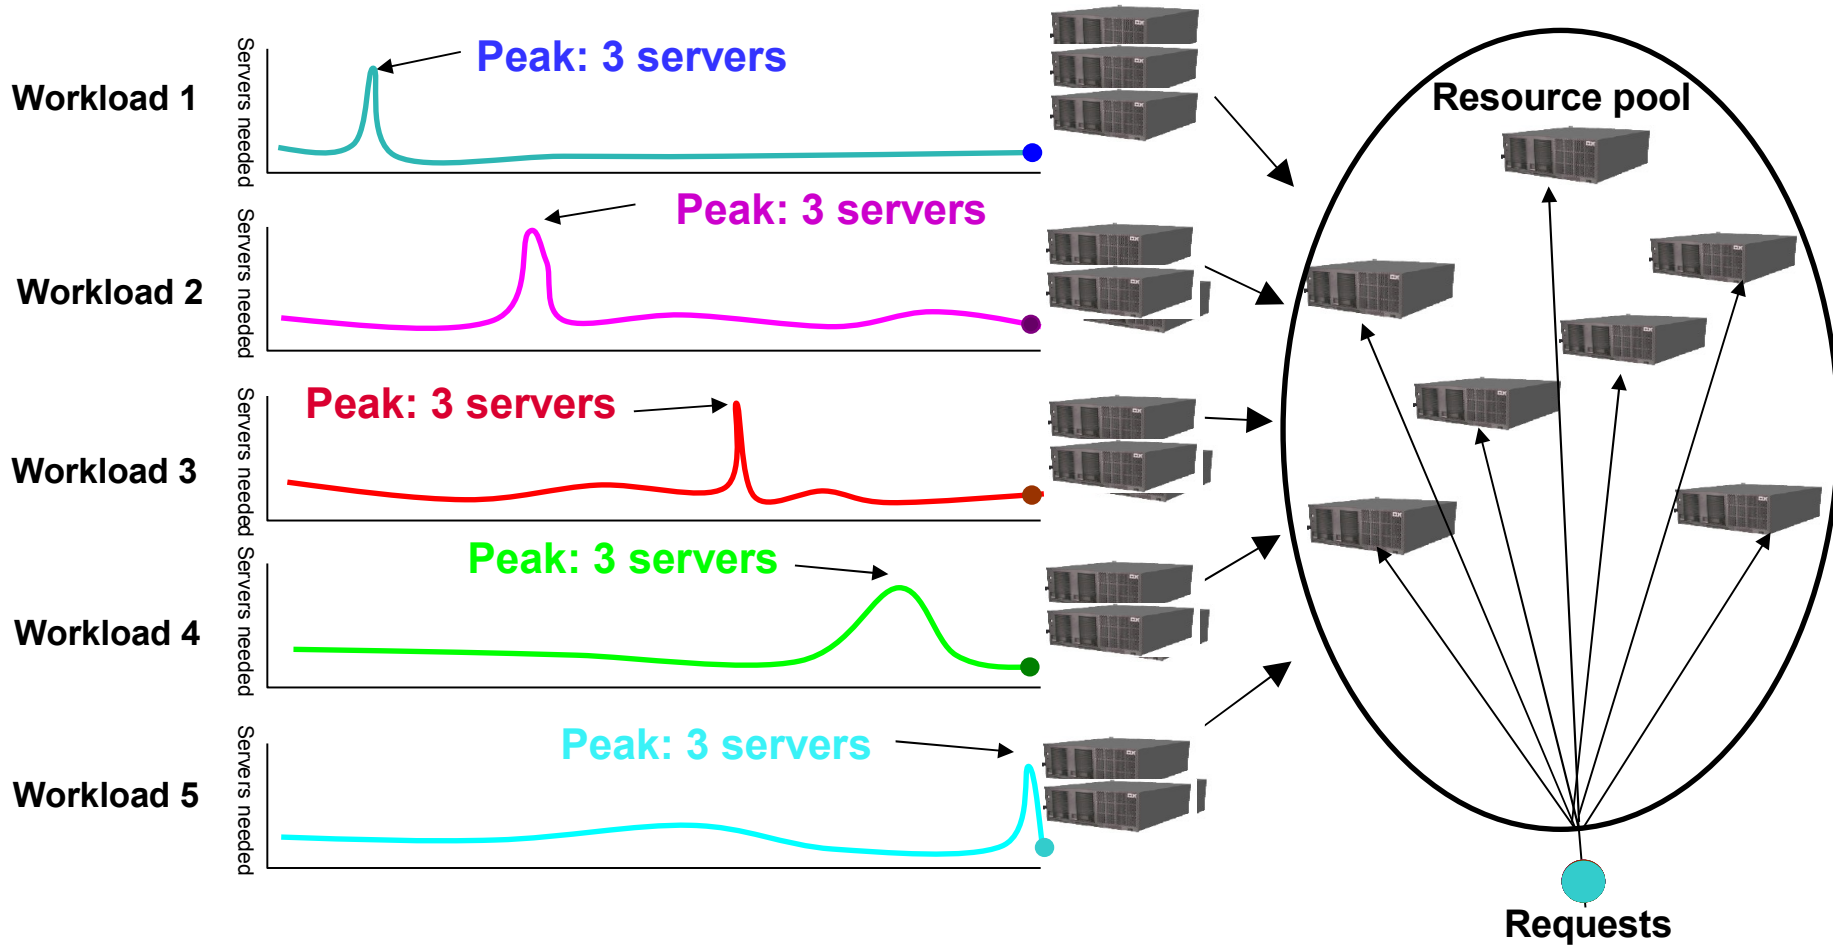 Workload 1
Servers needed
Peak: 3 servers
Resource pool
Workload 2
Servers needed
Peak: 3 servers
Workload 3
Servers needed
Peak: 3 servers
Workload 4
Servers needed
Peak: 3 servers
Workload 5
Servers needed
Peak: 3 servers
Requests